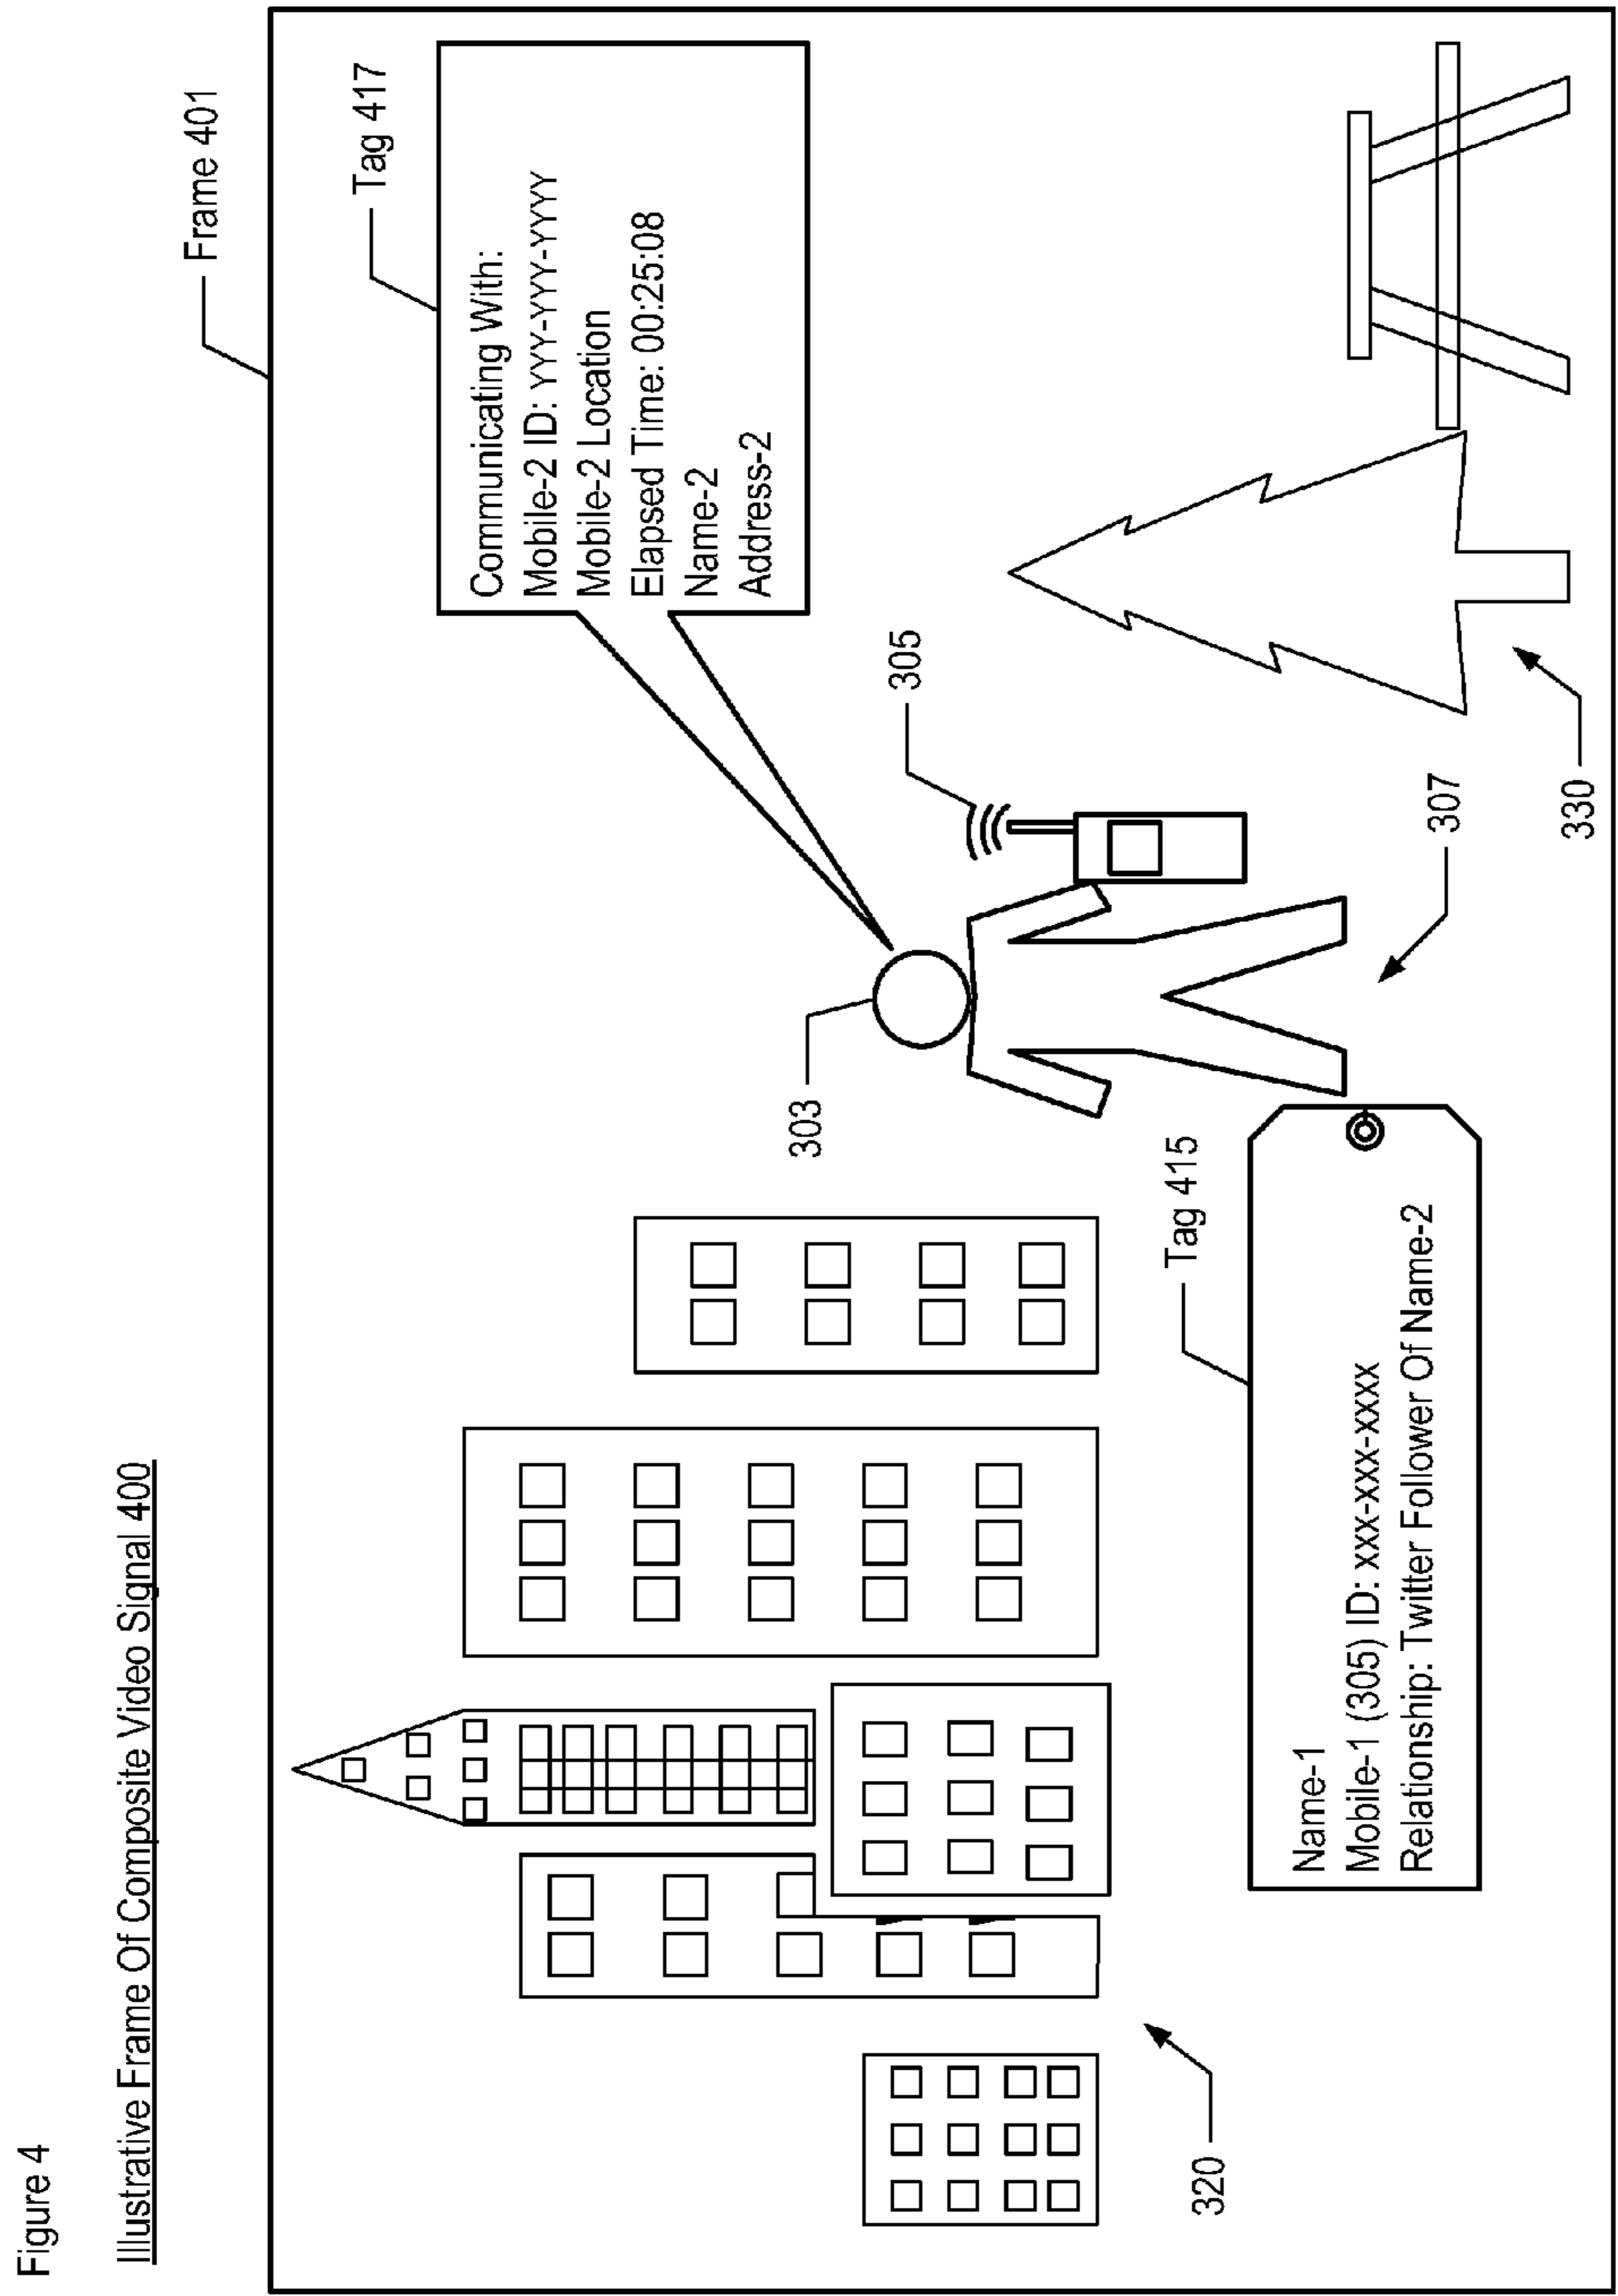 Figure 4
Illustrative Frame Of Composite Video Signal 400
Frame 401
Tag 417
Communicating With:
Mobile-2 ID: YYY-YYY-YYYY
Mobile-2 Location
Elapsed Time: 00:25:08
Name-2
Address-2
303
305
Tag 415
Name-1
Mobile-1 (305) ID: xxx-xxx-xxxx
Relationship: Twitter Follower Of Name-2
320
307
330